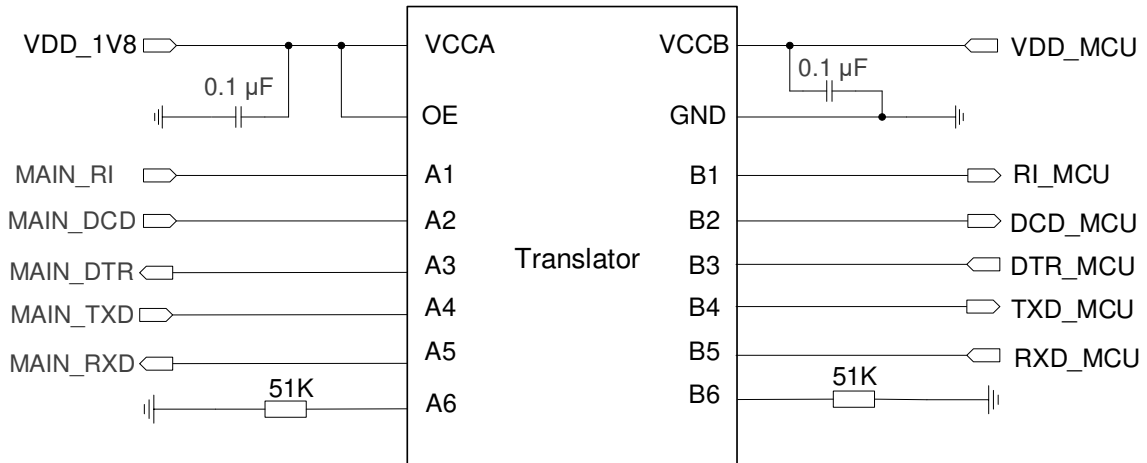 VDD_1V8 VCCA VCCB VDD_MCU
0.1 µF 0.1 µF
OE GND
MAIN_RI A1 B1 RI_MCU
MAIN_DCD A2 B2 DCD_MCU
MAIN_DTR A3 Translator B3 DTR_MCU
MAIN_TXD A4 B4 TXD_MCU
MAIN_RXD A5 B5 RXD_MCU
51K A6 B6 51K